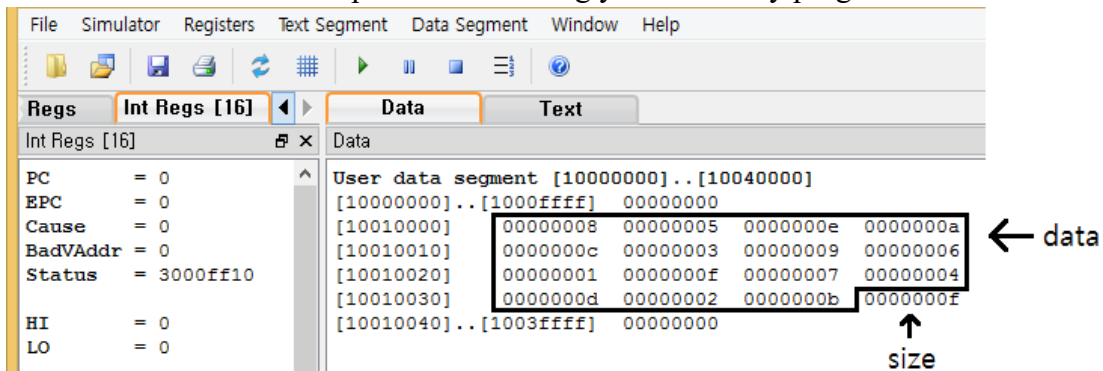 File Simulator Registers Text Segment Data Segment Window Help
Regs Int Regs [16] Data Text
Int Regs [16] Data
PC = 0
EPC = 0
Cause = 0
BadVAddr = 0
Status = 3000ff10
HI = 0
LO = 0
User data segment [10000000]..[10040000]
[10000000]..[1000ffff] 00000000
[10010000] 00000008 00000005 0000000e 0000000a
[10010010] 0000000c 00000003 00000009 00000006
[10010020] 00000001 0000000f 00000007 00000004
[10010030] 0000000d 00000002 0000000b 0000000f
[10010040]..[1003ffff] 00000000
← data
↑
size